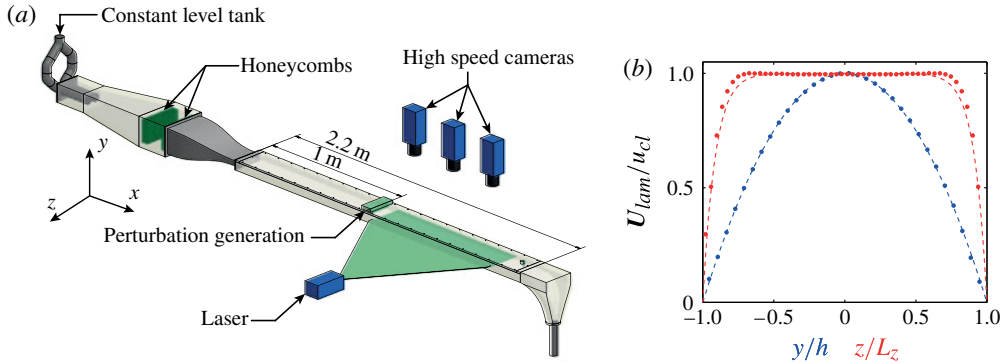 (a)
Constant level tank
Honeycombs
High speed cameras
2.2 m
1 m
y
x
z
Perturbation generation
Laser
(b)
1.0
0.5
0
U_lam/u_cl
−1.0 −0.5 0 0.5 1.0
y/h z/L_z